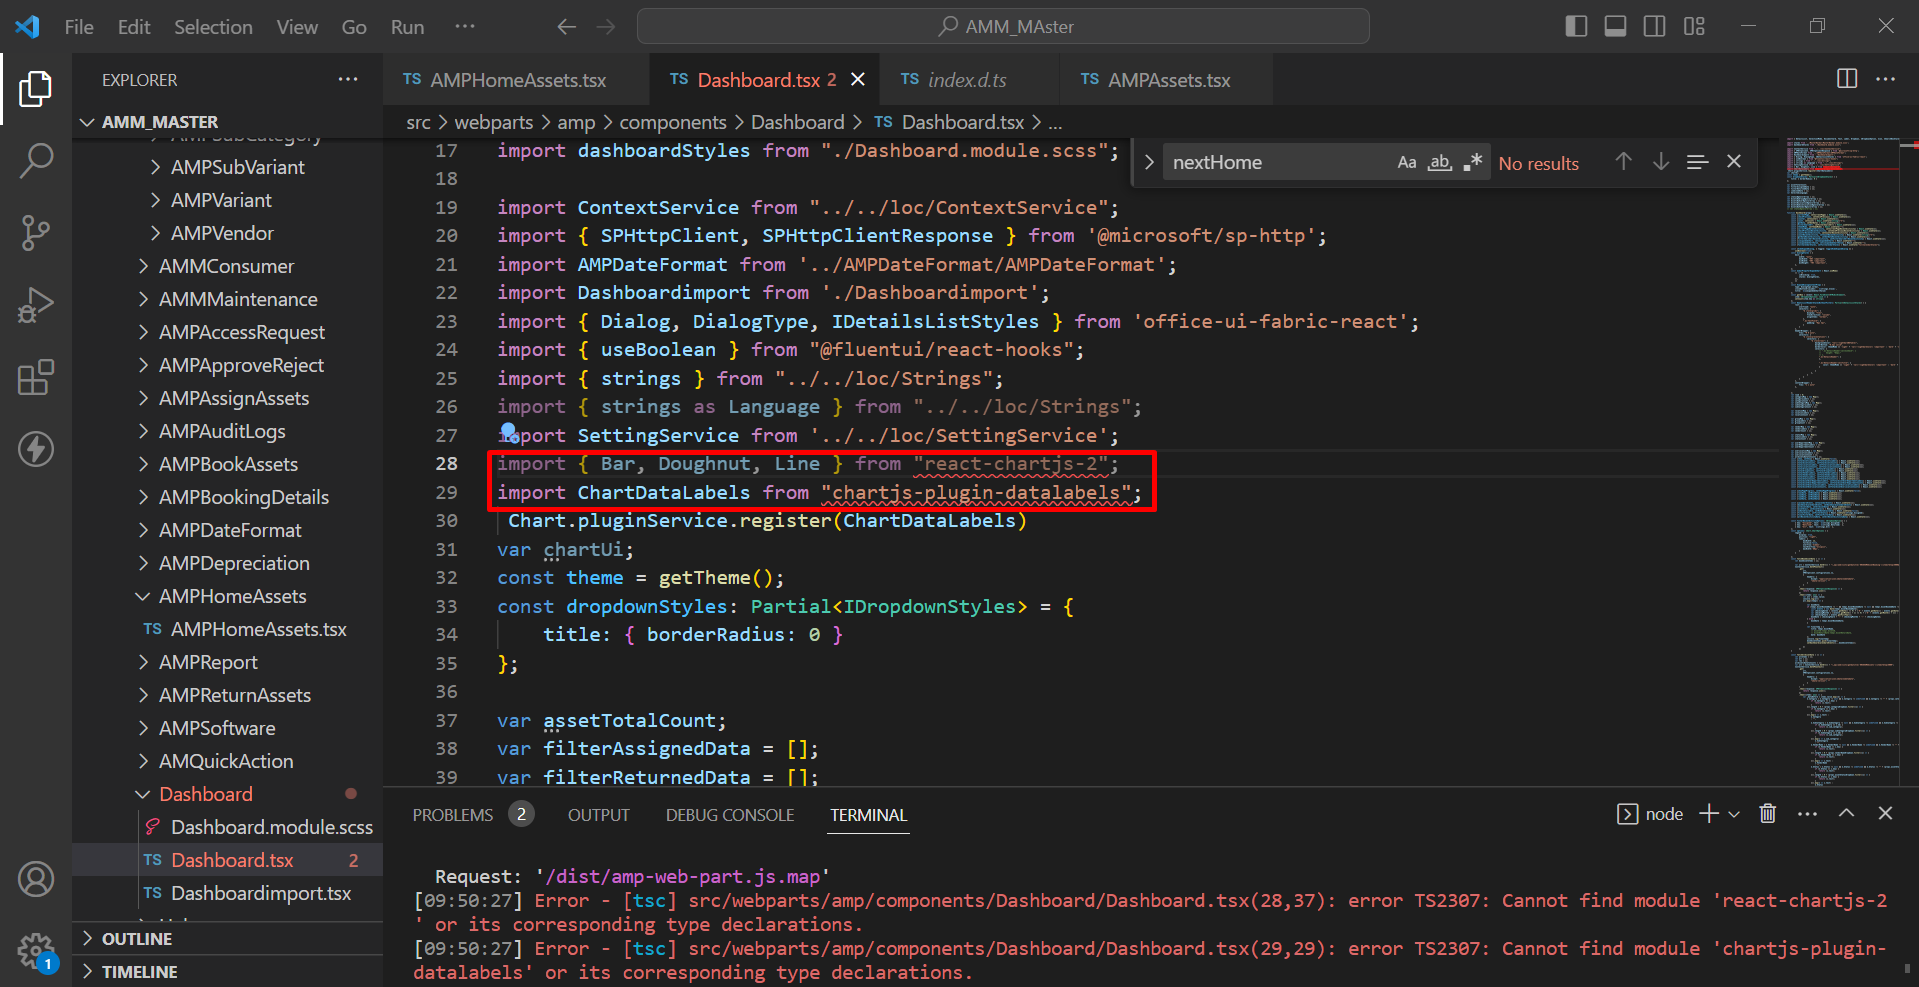 File Edit Selection View Go Run ···
AMM_MAster
EXPLORER ···
AMM_MASTER
AMPSubCategory
AMPSubVariant
AMPVariant
AMPVendor
AMMConsumer
AMMMaintenance
AMPAccessRequest
AMPApproveReject
AMPAssignAssets
AMPAuditLogs
AMPBookAssets
AMPBookingDetails
AMPDateFormat
AMPDepreciation
AMPHomeAssets
TS AMPHomeAssets.tsx
AMPReport
AMPReturnAssets
AMPSoftware
AMQuickAction
Dashboard
Dashboard.module.scss
TS Dashboard.tsx 2
TS Dashboardimport.tsx
OUTLINE
TIMELINE
1
TS AMPHomeAssets.tsx TS Dashboard.tsx 2 TS index.d.ts TS AMPAssets.tsx ···
src > webparts > amp > components > Dashboard > TS Dashboard.tsx > ...
nextHome Aa ab .* No results
17 import dashboardStyles from "./Dashboard.module.scss";
18
19 import ContextService from "../../loc/ContextService";
20 import { SPHttpClient, SPHttpClientResponse } from '@microsoft/sp-http';
21 import AMPDateFormat from '../AMPDateFormat/AMPDateFormat';
22 import Dashboardimport from './Dashboardimport';
23 import { Dialog, DialogType, IDetailsListStyles } from 'office-ui-fabric-react';
24 import { useBoolean } from "@fluentui/react-hooks";
25 import { strings } from "../../loc/Strings";
26 import { strings as Language } from "../../loc/Strings";
27 import SettingService from '../../loc/SettingService';
28 import { Bar, Doughnut, Line } from "react-chartjs-2";
29 import ChartDataLabels from "chartjs-plugin-datalabels";
30 Chart.pluginService.register(ChartDataLabels)
31 var chartUi;
32 const theme = getTheme();
33 const dropdownStyles: Partial<IDropdownStyles> = {
34 title: { borderRadius: 0 }
35 };
36
37 var assetTotalCount;
38 var filterAssignedData = [];
39 var filterReturnedData = [];
PROBLEMS 2 OUTPUT DEBUG CONSOLE TERMINAL node ···
Request: '/dist/amp-web-part.js.map'
[09:50:27] Error - [tsc] src/webparts/amp/components/Dashboard/Dashboard.tsx(28,37): error TS2307: Cannot find module 'react-chartjs-2
' or its corresponding type declarations.
[09:50:27] Error - [tsc] src/webparts/amp/components/Dashboard/Dashboard.tsx(29,29): error TS2307: Cannot find module 'chartjs-plugin-
datalabels' or its corresponding type declarations.